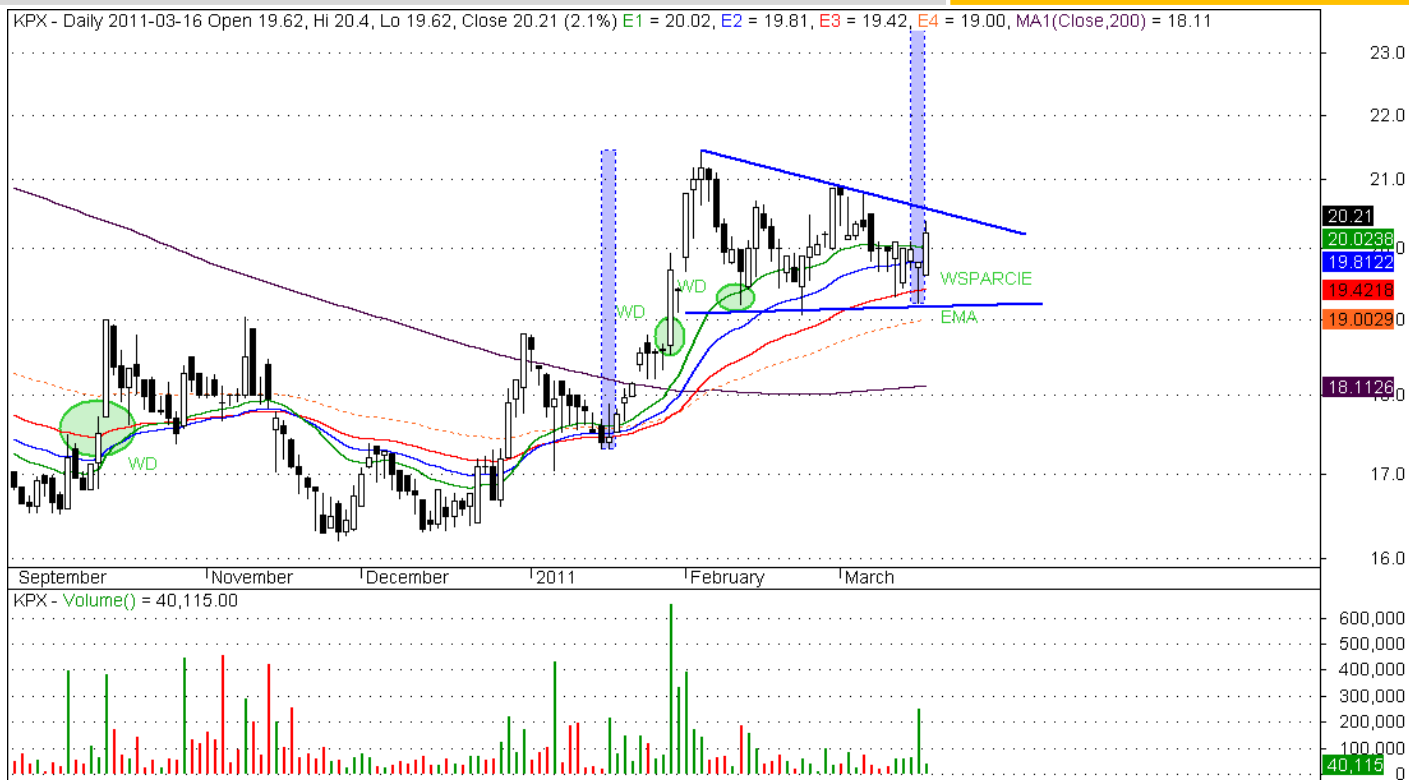 KPX - Daily 2011-03-16 Open 19.62, Hi 20.4, Lo 19.62, Close 20.21 (2.1%) E1 = 20.02, E2 = 19.81, E3 = 19.42, E4 = 19.00, MA1(Close,200) = 18.11
23.0
22.0
21.0
20.21
20.0238
19.8122
WSPARCIE
19.4218
WD
WD
EMA
19.0029
18.1126
WD
17.0
16.0
September
November
December
2011
February
March
KPX - Volume() = 40,115.00
600,000
500,000
400,000
300,000
200,000
100,000
40,115
0